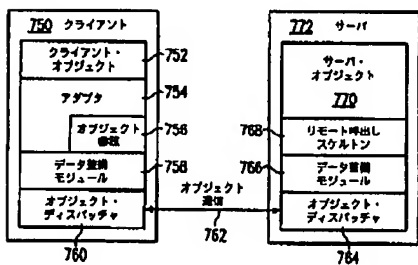 750 クライアント
クライアント・
オブジェクト
752
アダプタ
754
オブジェクト
756
データ整備
モジュール
758
オブジェクト・
ディスパッチャ
760
オブジェクト
通信
762
772 サーバ
サーバ・
オブジェクト
770
768
リモート呼出し
スケルトン
766
データ整備
モジュール
オブジェクト・
ディスパッチャ
764